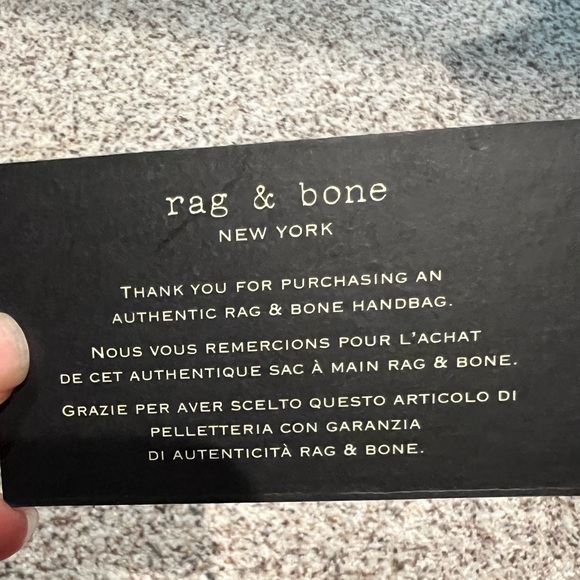 rag & bone
NEW YORK
THANK YOU FOR PURCHASING AN
AUTHENTIC RAG & BONE HANDBAG.
NOUS VOUS REMERCIONS POUR L'ACHAT
DE CET AUTHENTIQUE SAC À MAIN RAG & BONE.
GRAZIE PER AVER SCELTO QUESTO ARTICOLO DI
PELLETTERIA CON GARANZIA
DI AUTENTICITÀ RAG & BONE.